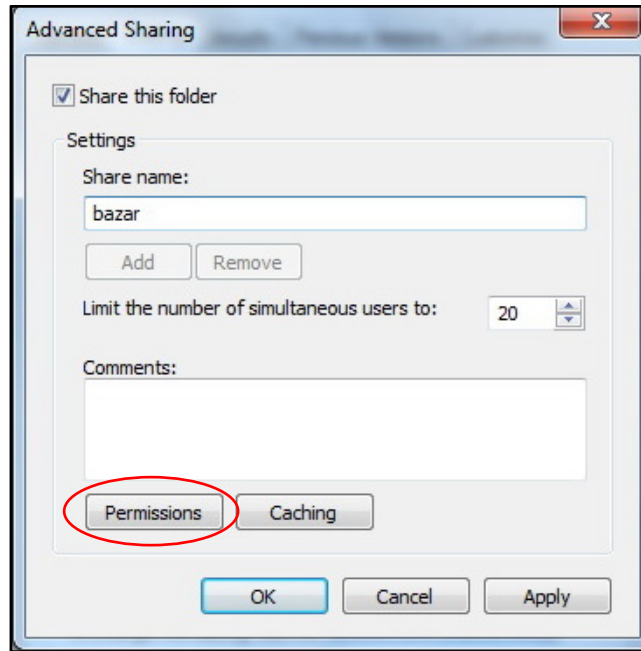 Advanced Sharing
Share this folder
Settings
Share name:
bazar
Add Remove
Limit the number of simultaneous users to: 20
Comments:
Permissions Caching
OK Cancel Apply